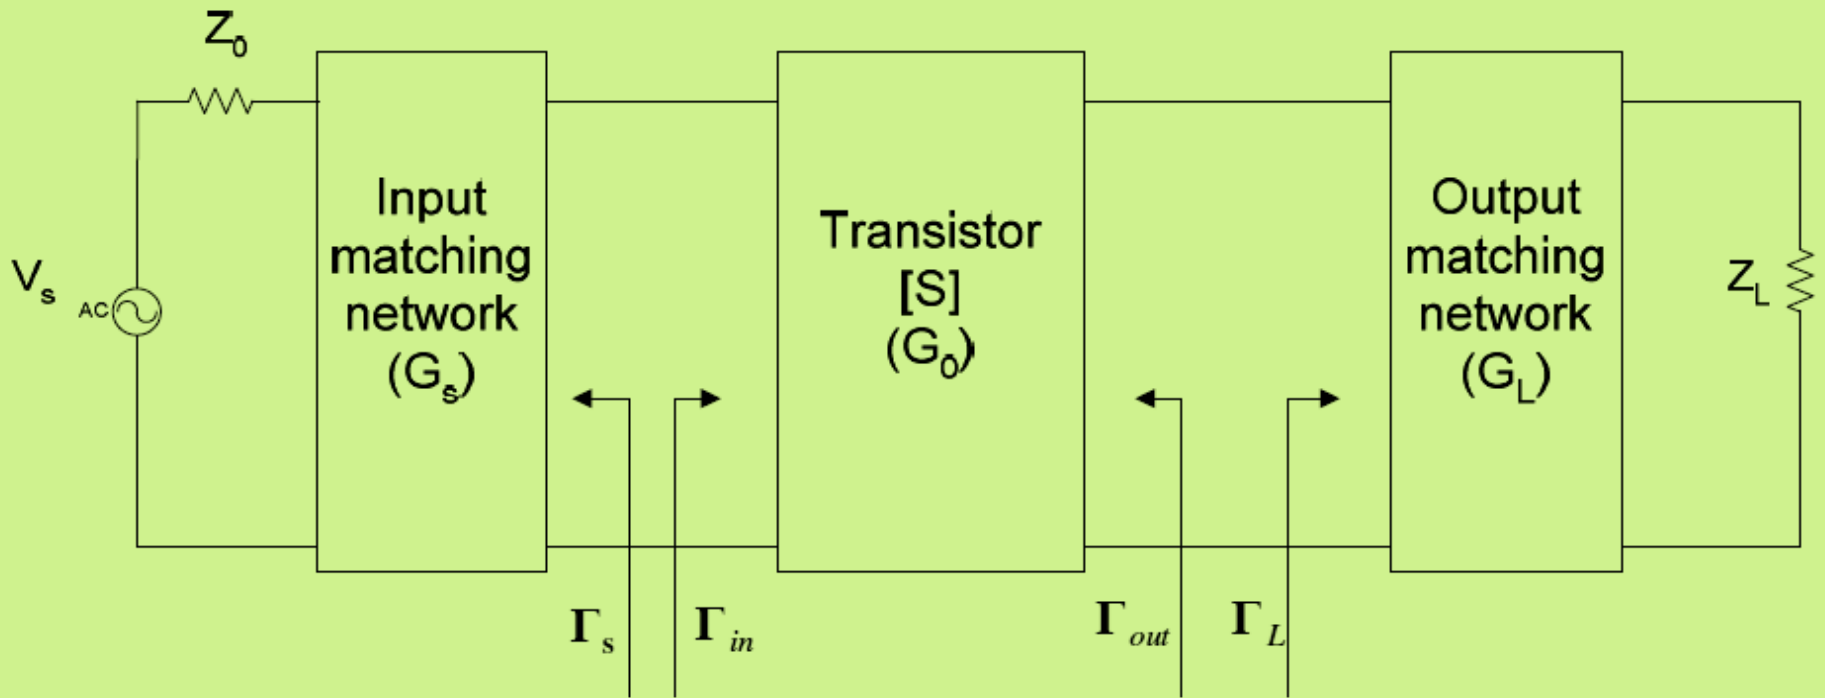 Z0
Vs
AC
Input
matching
network
(Gs)
Transistor
[S]
(G0)
Output
matching
network
(GL)
ZL
Γs
Γin
Γout
ΓL